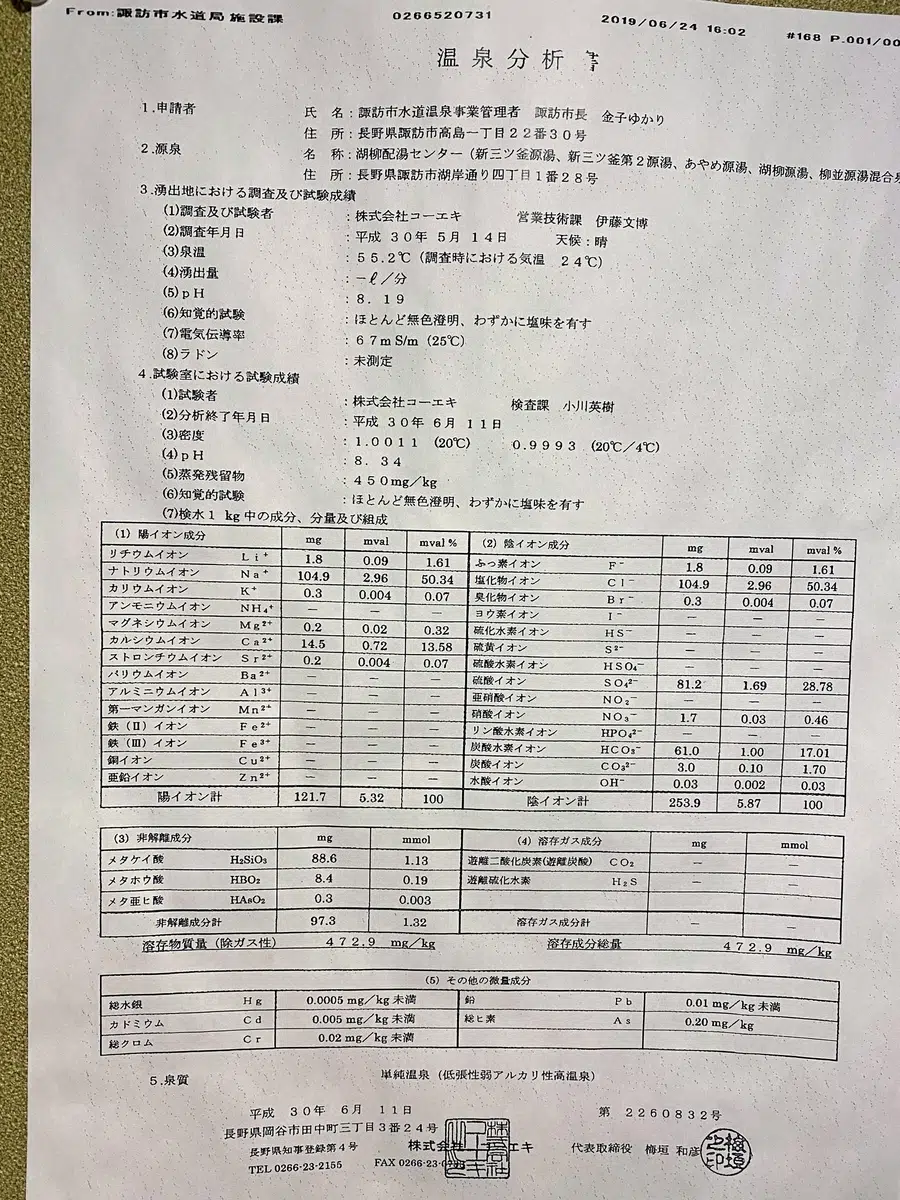 From:諏訪市水道局 施設課 0266520731 2019/06/24 16:02 #168 P.001/00
温泉分析書
1.申請者 氏 名:諏訪市水道温泉事業管理者 諏訪市長 金子ゆかり
住 所:長野県諏訪市高島一丁目22番30号
2.源泉 名 称:湖柳配湯センター(新三ツ釜源湯、新三ツ釜第2源湯、あやめ源湯、湖柳源湯、柳並源湯混合泉
住 所:長野県諏訪市湖岸通り四丁目1番28号
3.湧出地における調査及び試験成績
(1)調査及び試験者 :株式会社コーエキ 営業技術課 伊藤文博
(2)調査年月日 :平成 30年 5月 14日 天候:晴
(3)泉温 :55.2℃(調査時における気温 24℃)
(4)湧出量 :-ℓ/分
(5)pH :8.19
(6)知覚的試験 :ほとんど無色澄明、わずかに塩味を有す
(7)電気伝導率 :67mS/m(25℃)
(8)ラドン :未測定
4.試験室における試験成績
(1)試験者 :株式会社コーエキ 検査課 小川英樹
(2)分析終了年月日 :平成 30年 6月 11日
(3)密度 :1.0011 (20℃) 0.9993 (20℃/4℃)
(4)pH :8.34
(5)蒸発残留物 :450mg/kg
(6)知覚的試験 :ほとんど無色澄明、わずかに塩味を有す
(7)検水1 kg中の成分、分量及び組成
(1) 陽イオン成分 mg mval mval % (2) 陰イオン成分 mg mval mval %
リチウムイオン Li⁺ 1.8 0.09 1.61 ふっ素イオン F⁻ 1.8 0.09 1.61
ナトリウムイオン Na⁺ 104.9 2.96 50.34 塩化物イオン Cl⁻ 104.9 2.96 50.34
カリウムイオン K⁺ 0.3 0.004 0.07 臭化物イオン Br⁻ 0.3 0.004 0.07
アンモニウムイオン NH₄⁺ — — — ヨウ素イオン I⁻ — — —
マグネシウムイオン Mg²⁺ 0.2 0.02 0.32 硫化水素イオン HS⁻ — — —
カルシウムイオン Ca²⁺ 14.5 0.72 13.58 硫黄イオン S²⁻ — — —
ストロンチウムイオン Sr²⁺ 0.2 0.004 0.07 硫酸水素イオン HSO₄⁻ — — —
バリウムイオン Ba²⁺ — — — 硫酸イオン SO₄²⁻ 81.2 1.69 28.78
アルミニウムイオン Al³⁺ — — — 亜硝酸イオン NO₂⁻ — — —
第一マンガンイオン Mn²⁺ — — — 硝酸イオン NO₃⁻ 1.7 0.03 0.46
鉄(Ⅱ)イオン Fe²⁺ — — — リン酸水素イオン HPO₄²⁻ — — —
鉄(Ⅲ)イオン Fe³⁺ — — — 炭酸水素イオン HCO₃⁻ 61.0 1.00 17.01
銅イオン Cu²⁺ — — — 炭酸イオン CO₃²⁻ 3.0 0.10 1.70
亜鉛イオン Zn²⁺ — — — 水酸イオン OH⁻ 0.03 0.002 0.03
陽イオン計 121.7 5.32 100 陰イオン計 253.9 5.87 100
(3) 非解離成分 mg mmol (4) 溶存ガス成分 mg mmol
メタケイ酸 H₂SiO₃ 88.6 1.13 遊離二酸化炭素(遊離炭酸) CO₂ — —
メタホウ酸 HBO₂ 8.4 0.19 遊離硫化水素 H₂S — —
メタ亜ヒ酸 HAsO₂ 0.3 0.003
非解離成分計 97.3 1.32 溶存ガス成分計 — —
溶存物質量(除ガス性) 472.9 mg/kg 溶存成分総量 472.9 mg/kg
(5) その他の微量成分
総水銀 Hg 0.0005 mg/kg 未満 鉛 Pb 0.01 mg/kg 未満
カドミウム Cd 0.005 mg/kg 未満 総ヒ素 As 0.20 mg/kg
総クロム Cr 0.02 mg/kg 未満
5.泉質 単純温泉(低張性弱アルカリ性高温泉)
平成 30年 6月 11日 第 2260832号
長野県岡谷市田中町三丁目3番24号
長野県知事登録第4号 株式会社コーエキ 代表取締役 梅垣 和彦
TEL 0266-23-2155 FAX 0266-23-0
梅垣之印